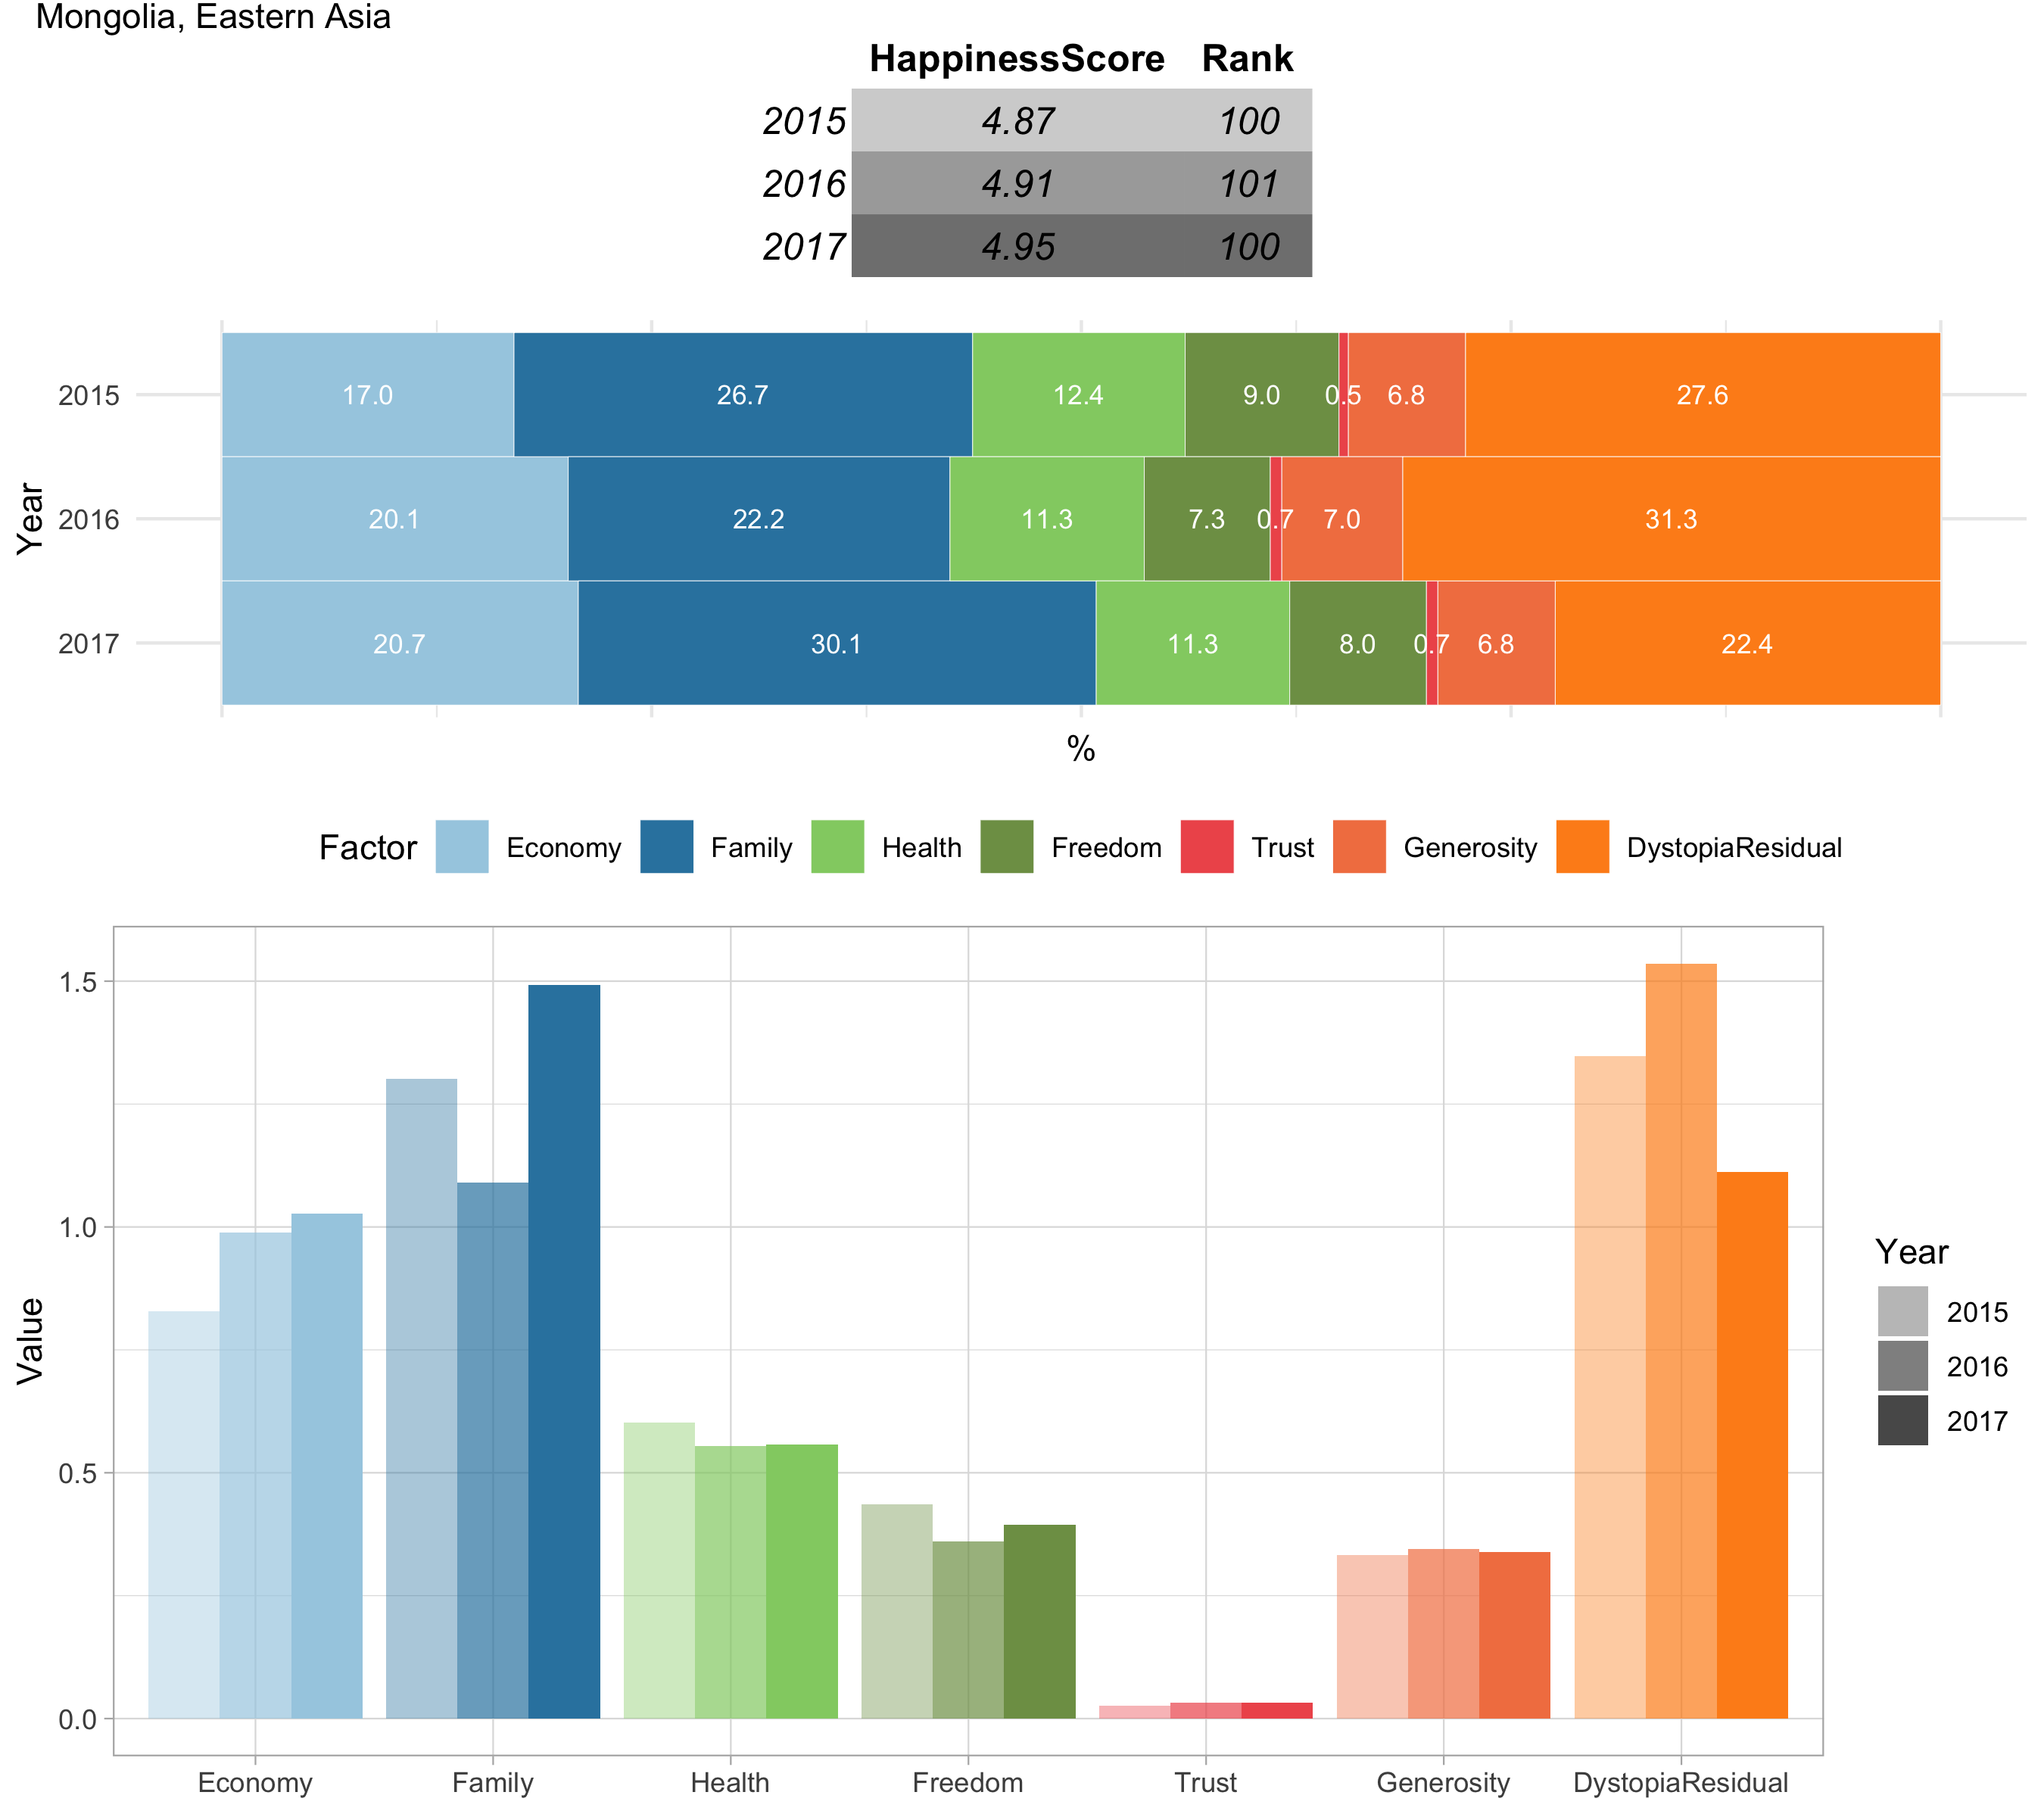 Mongolia, Eastern Asia
HappinessScore Rank
2015 4.87 100
2016 4.91 101
2017 4.95 100
2015 17.0 26.7 12.4 9.0 0.5 6.8 27.6
Year
2016 20.1 22.2 11.3 7.3 0.7 7.0 31.3
2017 20.7 30.1 11.3 8.0 0.7 6.8 22.4
%
Factor Economy Family Health Freedom Trust Generosity DystopiaResidual
1.5
1.0
0.5
0.0
Value
Year
2015
2016
2017
Economy Family Health Freedom Trust Generosity DystopiaResidual